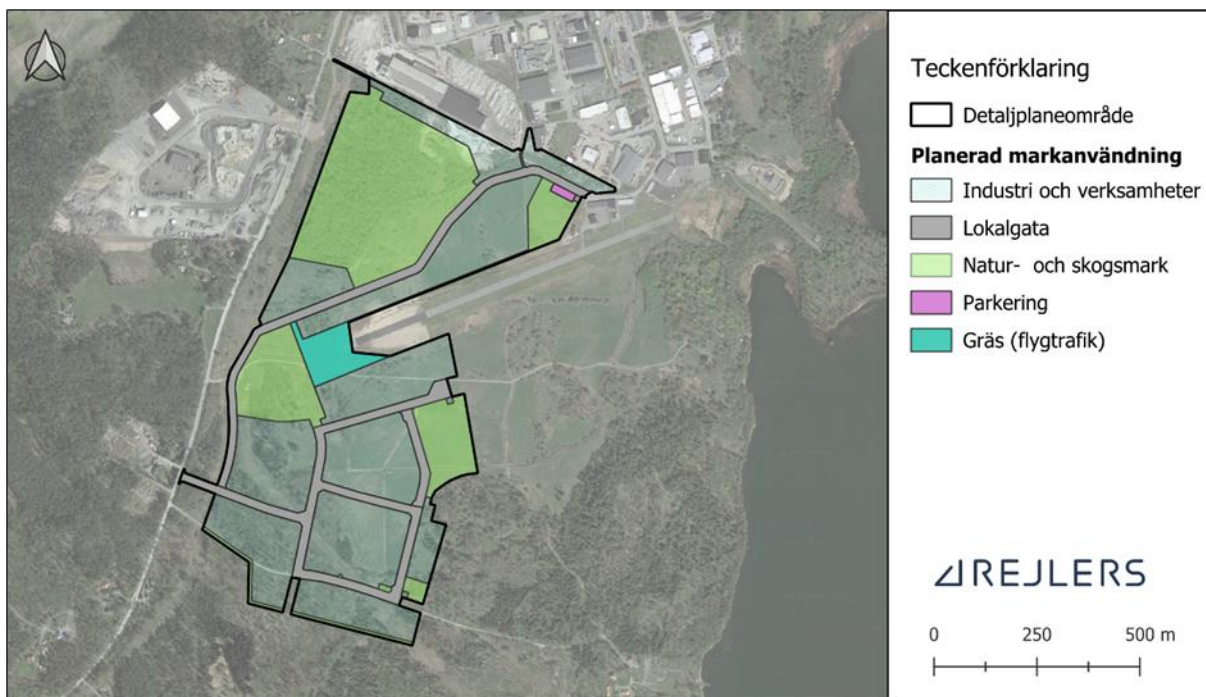 Teckenförklaring
Detaljplaneområde
Planerad markanvändning
Industri och verksamheter
Lokalgata
Natur- och skogsmark
Parkering
Gräs (flygtrafik)
REJLERS
0 250 500 m